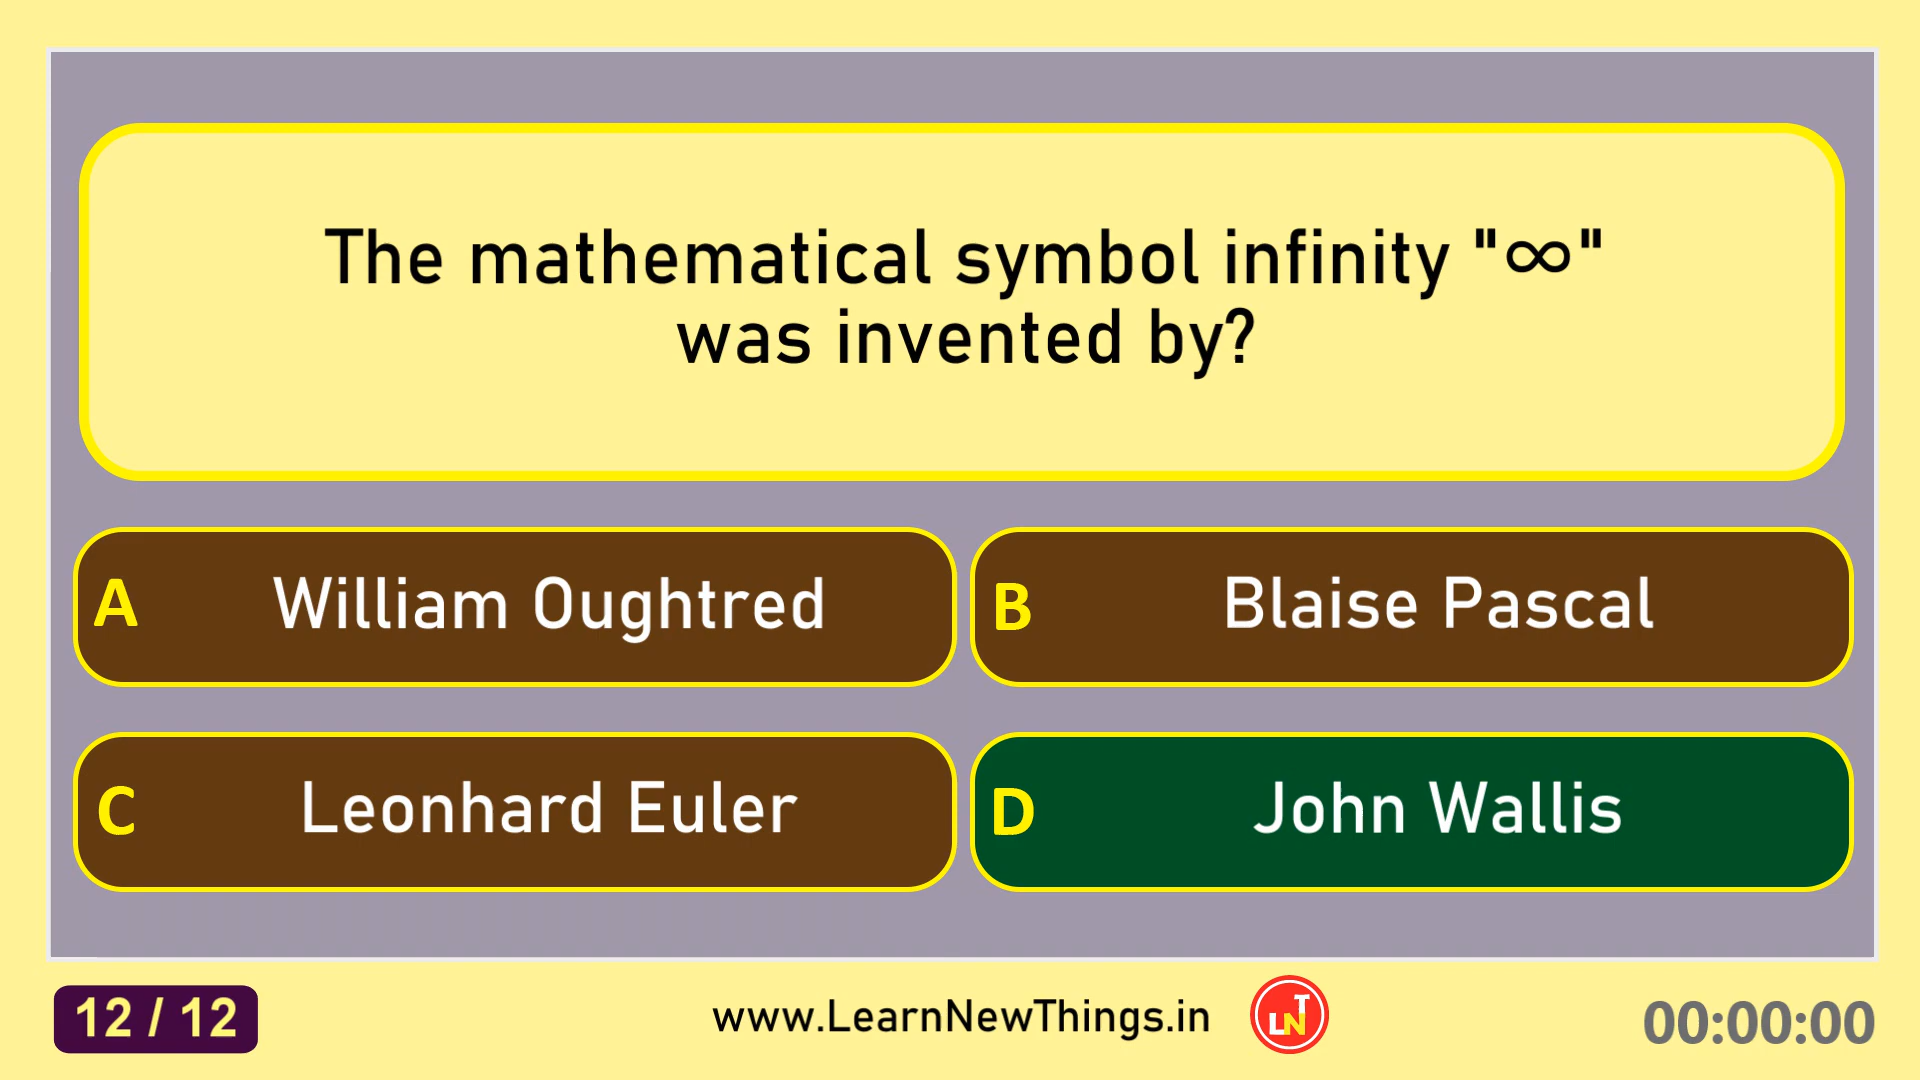 The mathematical symbol infinity "∞"
was invented by?
A William Oughtred
B Blaise Pascal
C Leonhard Euler
D John Wallis
12 / 12
www.LearnNewThings.in
LNT
00:00:00